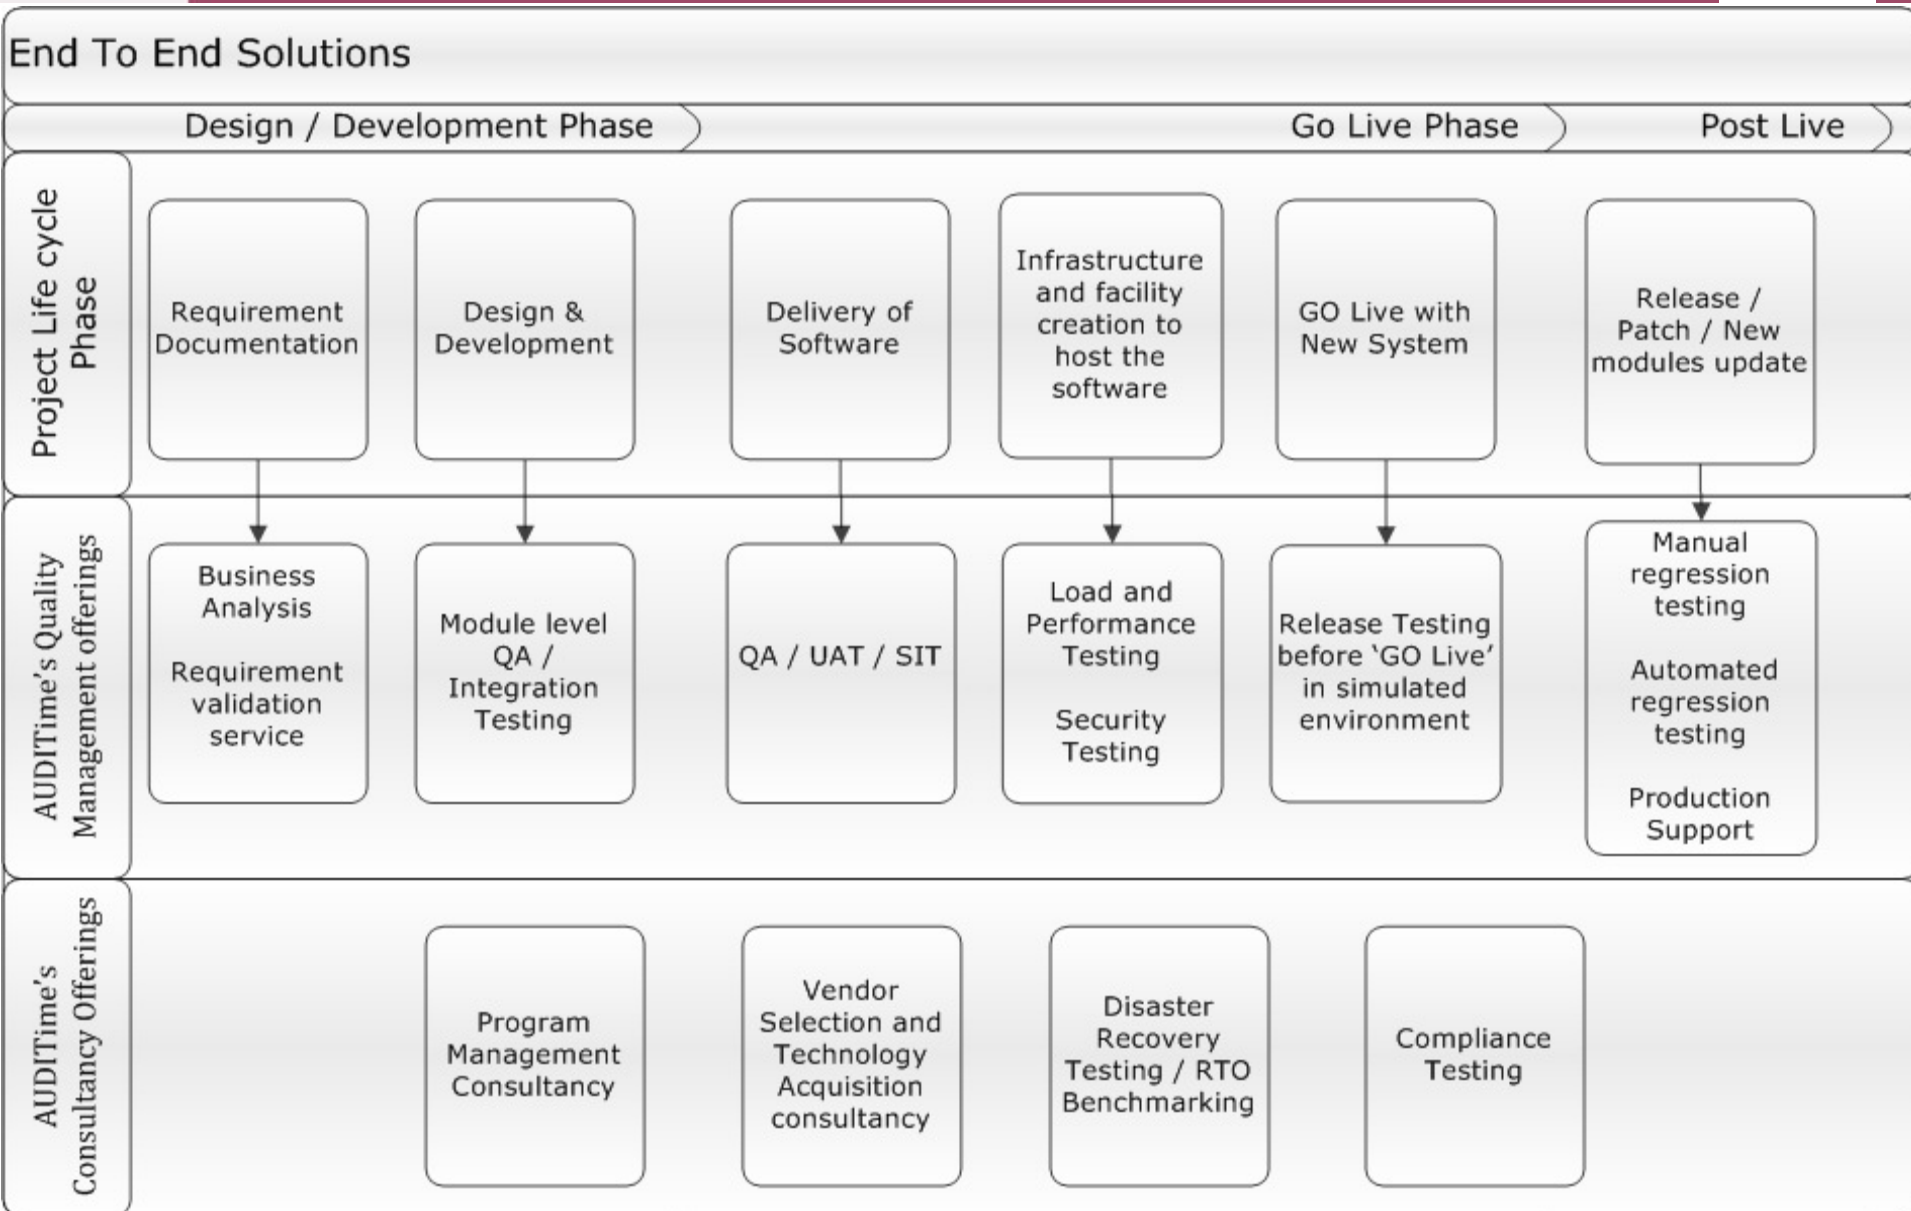 End To End Solutions
Design / Development Phase
Go Live Phase
Post Live
Project Life cycle
Phase
Requirement
Documentation
Design &
Development
Delivery of
Software
Infrastructure
and facility
creation to
host the
software
GO Live with
New System
Release /
Patch / New
modules update
AUDITime’s Quality
Management offerings
Business
Analysis
Requirement
validation
service
Module level
QA /
Integration
Testing
QA / UAT / SIT
Load and
Performance
Testing
Security
Testing
Release Testing
before ‘GO Live’
in simulated
environment
Manual
regression
testing
Automated
regression
testing
Production
Support
AUDITime’s
Consultancy Offerings
Program
Management
Consultancy
Vendor
Selection and
Technology
Acquisition
consultancy
Disaster
Recovery
Testing / RTO
Benchmarking
Compliance
Testing